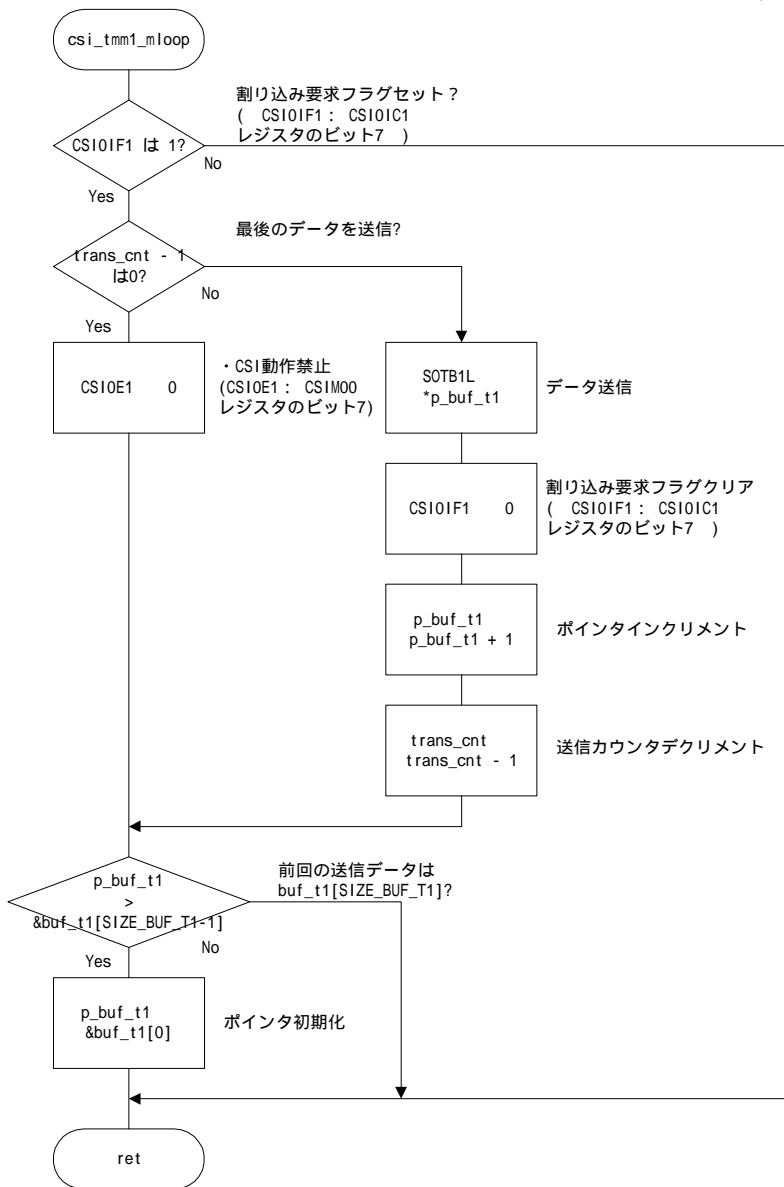 csi_tmm1_mloop
割り込み要求フラグセット？
( CSI0IF1： CSI0IC1
レジスタのビット7 )
CSI0IF1 は 1?
No
Yes
最後のデータを送信?
trans_cnt - 1
は0?
No
Yes
CSI0E1 0
・CSI動作禁止
(CSI0E1： CSIM00
レジスタのビット7)
SOTB1L
*p_buf_t1
データ送信
CSI0IF1 0
割り込み要求フラグクリア
( CSI0IF1： CSI0IC1
レジスタのビット7 )
p_buf_t1
p_buf_t1 + 1
ポインタインクリメント
trans_cnt
trans_cnt - 1
送信カウンタデクリメント
p_buf_t1
>
&buf_t1[SIZE_BUF_T1-1]
前回の送信データは
buf_t1[SIZE_BUF_T1]?
No
Yes
p_buf_t1
&buf_t1[0]
ポインタ初期化
ret